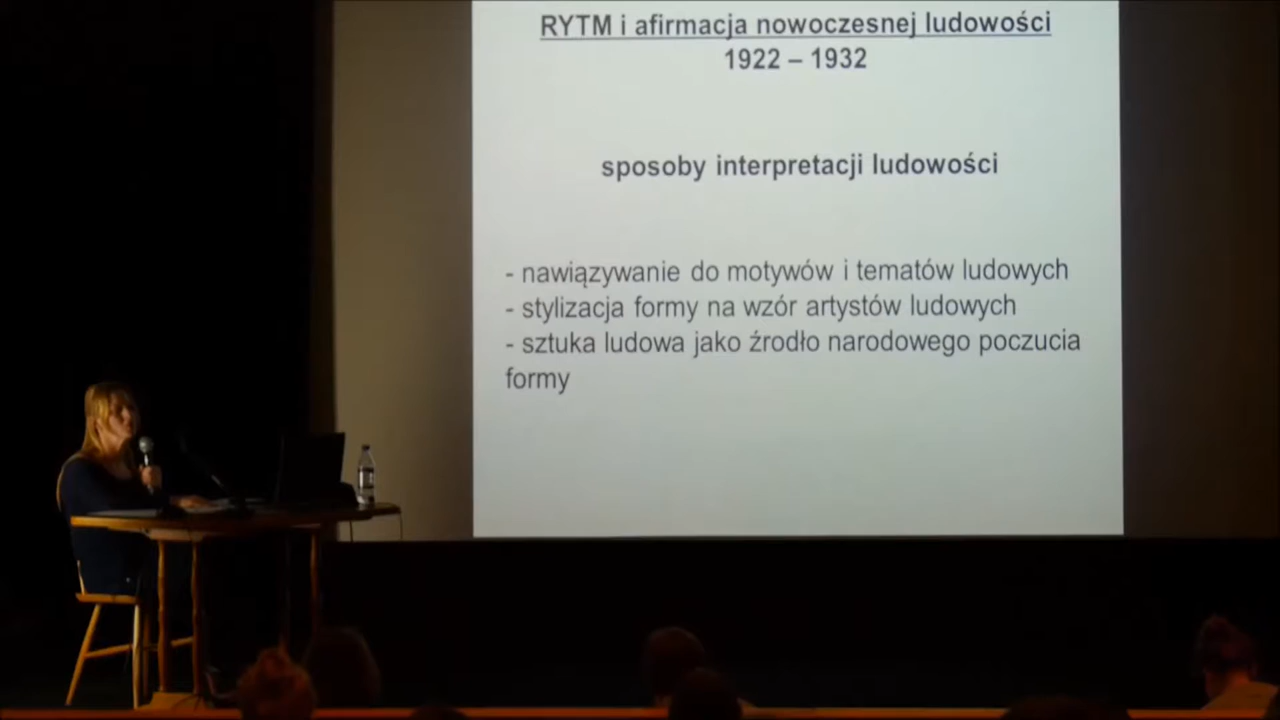 RYTM i afirmacja nowoczesnej ludowości
1922 – 1932
sposoby interpretacji ludowości
- nawiązywanie do motywów i tematów ludowych
- stylizacja formy na wzór artystów ludowych
- sztuka ludowa jako źrodło narodowego poczucia
formy